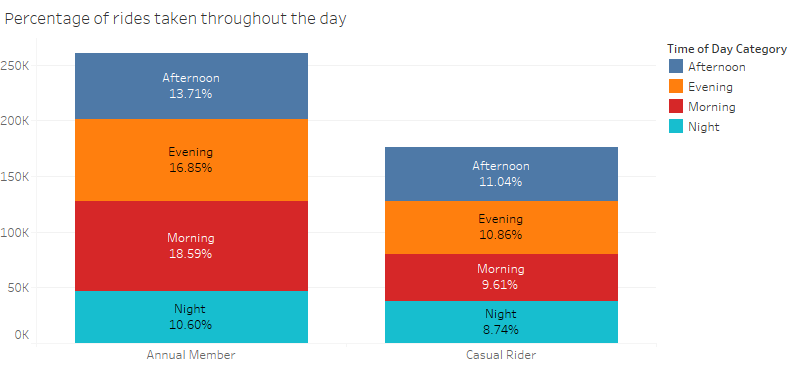 Percentage of rides taken throughout the day
250K
200K
150K
100K
50K
0K
Afternoon
13.71%
Evening
16.85%
Morning
18.59%
Night
10.60%
Afternoon
11.04%
Evening
10.86%
Morning
9.61%
Night
8.74%
Annual Member
Casual Rider
Time of Day Category
Afternoon
Evening
Morning
Night